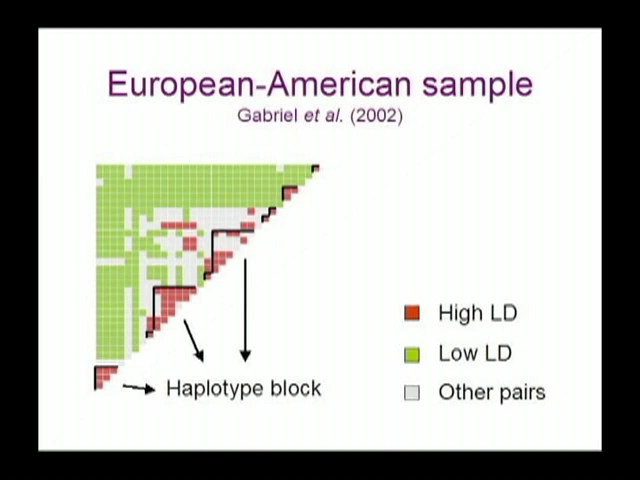 European-American sample
Gabriel et al. (2002)
High LD
Low LD
Haplotype block
Other pairs